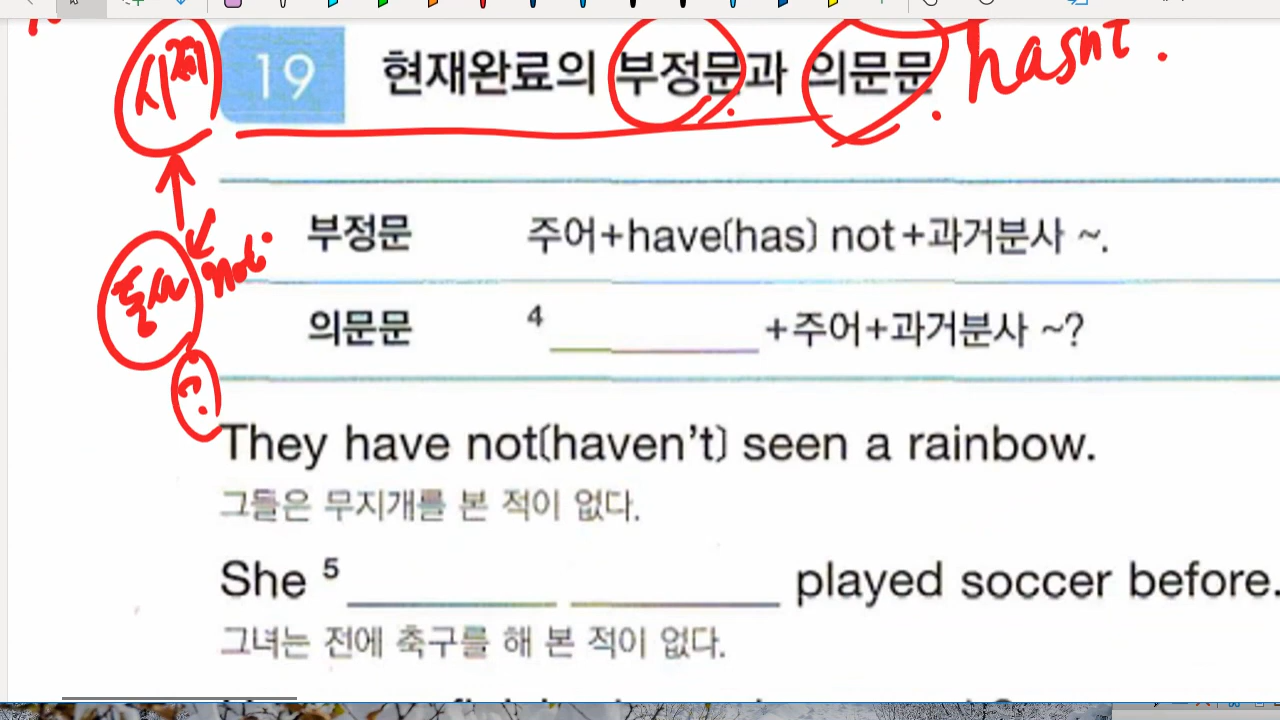 시제
19 현재완료의 부정문과 의문문 hasn't.
부정문 주어+have(has) not+과거분사 ~.
not.
동사
의문문 4 ________ +주어+과거분사 ~?
They have not(haven't) seen a rainbow.
그들은 무지개를 본 적이 없다.
She 5 ________ ________ played soccer before.
그녀는 전에 축구를 해 본 적이 없다.